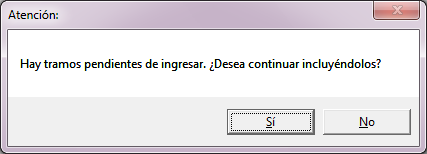 Atención:
Hay tramos pendientes de ingresar. ¿Desea continuar incluyéndolos?
Sí
No